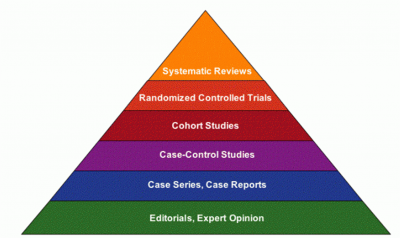 Systematic Reviews
Randomized Controlled Trials
Cohort Studies
Case-Control Studies
Case Series, Case Reports
Editorials, Expert Opinion